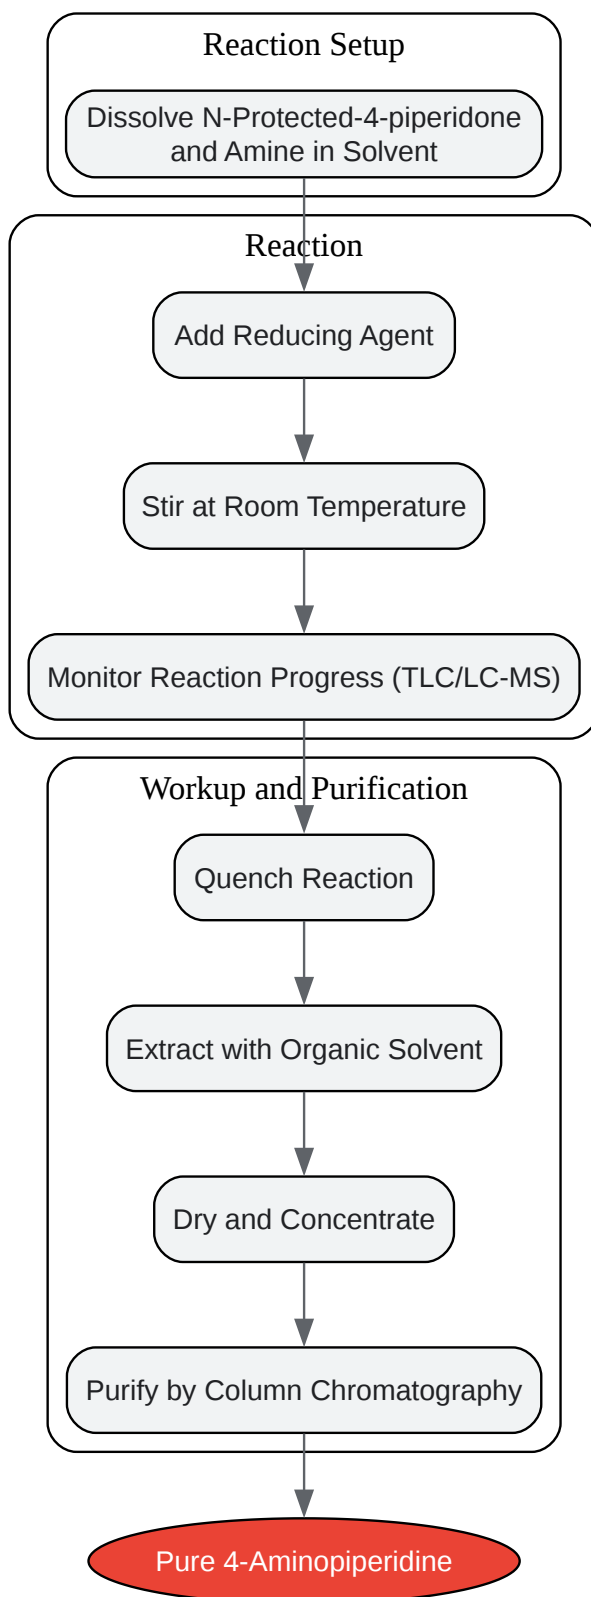 Reaction Setup
Dissolve N-Protected-4-piperidone
and Amine in Solvent
Reaction
Add Reducing Agent
Stir at Room Temperature
Monitor Reaction Progress (TLC/LC-MS)
Workup and Purification
Quench Reaction
Extract with Organic Solvent
Dry and Concentrate
Purify by Column Chromatography
Pure 4-Aminopiperidine